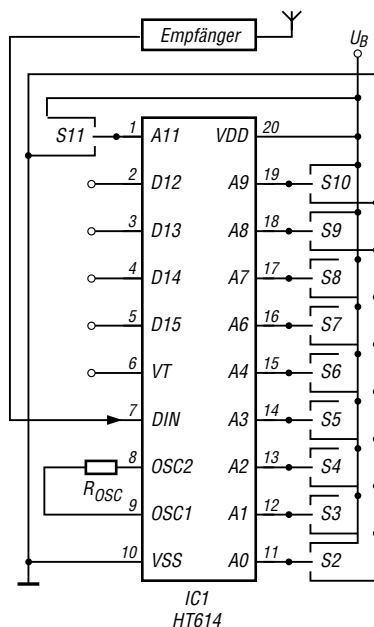 Empfänger
U_B
S11 1 A11 VDD 20
2 D12 A9 19 S10
3 D13 A8 18 S9
4 D14 A7 17 S8
5 D15 A6 16 S7
6 VT A4 15 S6
7 DIN A3 14 S5
8 OSC2 A2 13 S4
R_OSC
9 OSC1 A1 12 S3
10 VSS A0 11 S2
IC1
HT614